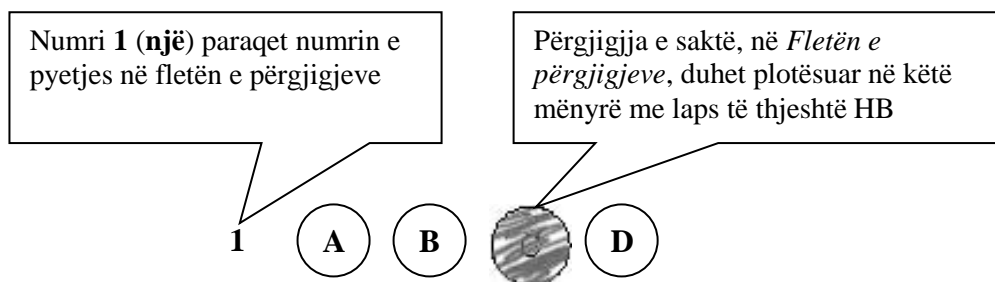 Numri 1 (një) paraqet numrin e
pyetjes në fletën e përgjigjeve
Përgjigjja e saktë, në Fletën e
përgjigjeve, duhet plotësuar në këtë
mënyrë me laps të thjeshtë HB
1 A B C D